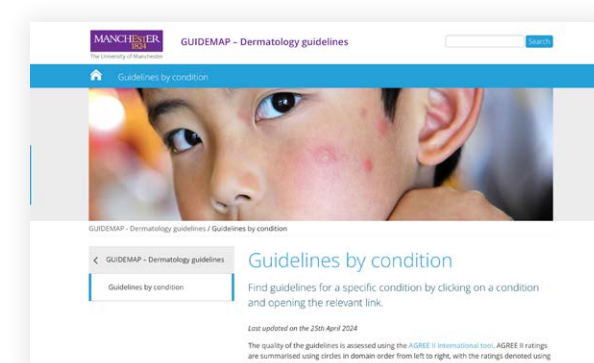 MANCHESTER
1824
The University of Manchester
GUIDEMAP – Dermatology guidelines
Search
Guidelines by condition
GUIDEMAP - Dermatology guidelines / Guidelines by condition
GUIDEMAP – Dermatology guidelines
Guidelines by condition
Guidelines by condition
Find guidelines for a specific condition by clicking on a condition
and opening the relevant link.
Last updated on the 25th April 2024
The quality of the guidelines is assessed using the AGREE II international tool. AGREE II ratings
are summarised using circles in domain order from left to right, with the ratings denoted using